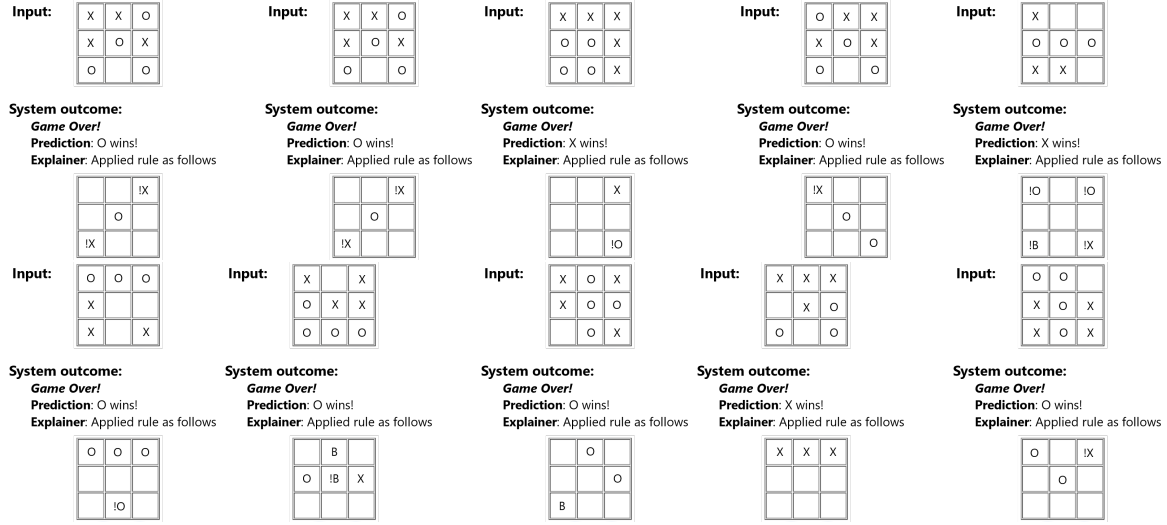 Input:
X X O
X O X
O O
System outcome:
Game Over!
Prediction: O wins!
Explainer: Applied rule as follows
!X
O
!X
Input:
X X O
X O X
O O
System outcome:
Game Over!
Prediction: O wins!
Explainer: Applied rule as follows
!X
O
!X
Input:
X X X
O O X
O O X
System outcome:
Game Over!
Prediction: X wins!
Explainer: Applied rule as follows
X
!O
Input:
O X X
X O X
O O
System outcome:
Game Over!
Prediction: O wins!
Explainer: Applied rule as follows
!X
O
O
Input:
X
O O O
X X
System outcome:
Game Over!
Prediction: X wins!
Explainer: Applied rule as follows
!O !O
!B !X
Input:
O O O
X
X X
System outcome:
Game Over!
Prediction: O wins!
Explainer: Applied rule as follows
O O O
!O
Input:
X X
O X X
O O O
System outcome:
Game Over!
Prediction: O wins!
Explainer: Applied rule as follows
B
O !B X
Input:
X O X
X O O
O X
System outcome:
Game Over!
Prediction: O wins!
Explainer: Applied rule as follows
O
O
B
Input:
X X X
X O
O O
System outcome:
Game Over!
Prediction: X wins!
Explainer: Applied rule as follows
X X X
Input:
O O
X O X
X O X
System outcome:
Game Over!
Prediction: O wins!
Explainer: Applied rule as follows
O !X
O